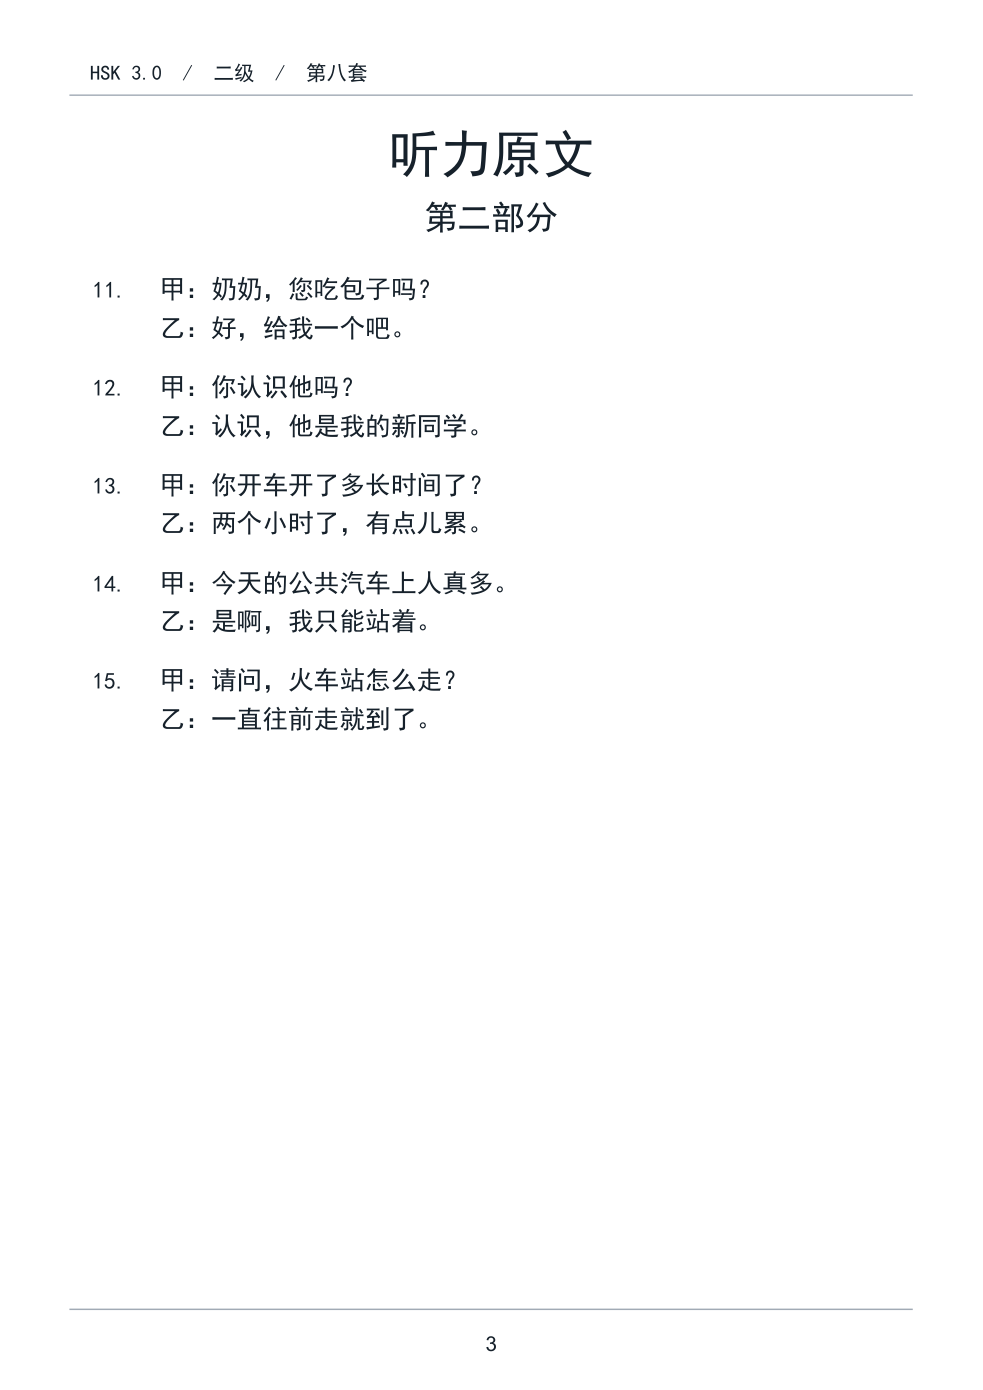 HSK 3.0 / 二级 / 第八套
听力原文
第二部分
11. 甲：奶奶，您吃包子吗？
乙：好，给我一个吧。
12. 甲：你认识他吗？
乙：认识，他是我的新同学。
13. 甲：你开车开了多长时间了？
乙：两个小时了，有点儿累。
14. 甲：今天的公共汽车上人真多。
乙：是啊，我只能站着。
15. 甲：请问，火车站怎么走？
乙：一直往前走就到了。
3